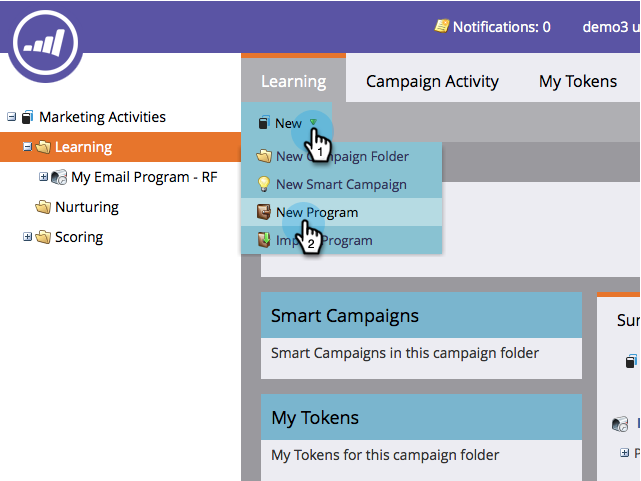 Notifications: 0 demo3 u
Learning Campaign Activity My Tokens
Marketing Activities
Learning
My Email Program - RF
Nurturing
Scoring
New
1
New Campaign Folder
New Smart Campaign
New Program
2
Import Program
Smart Campaigns
Smart Campaigns in this campaign folder
My Tokens
My Tokens for this campaign folder
Sur
P